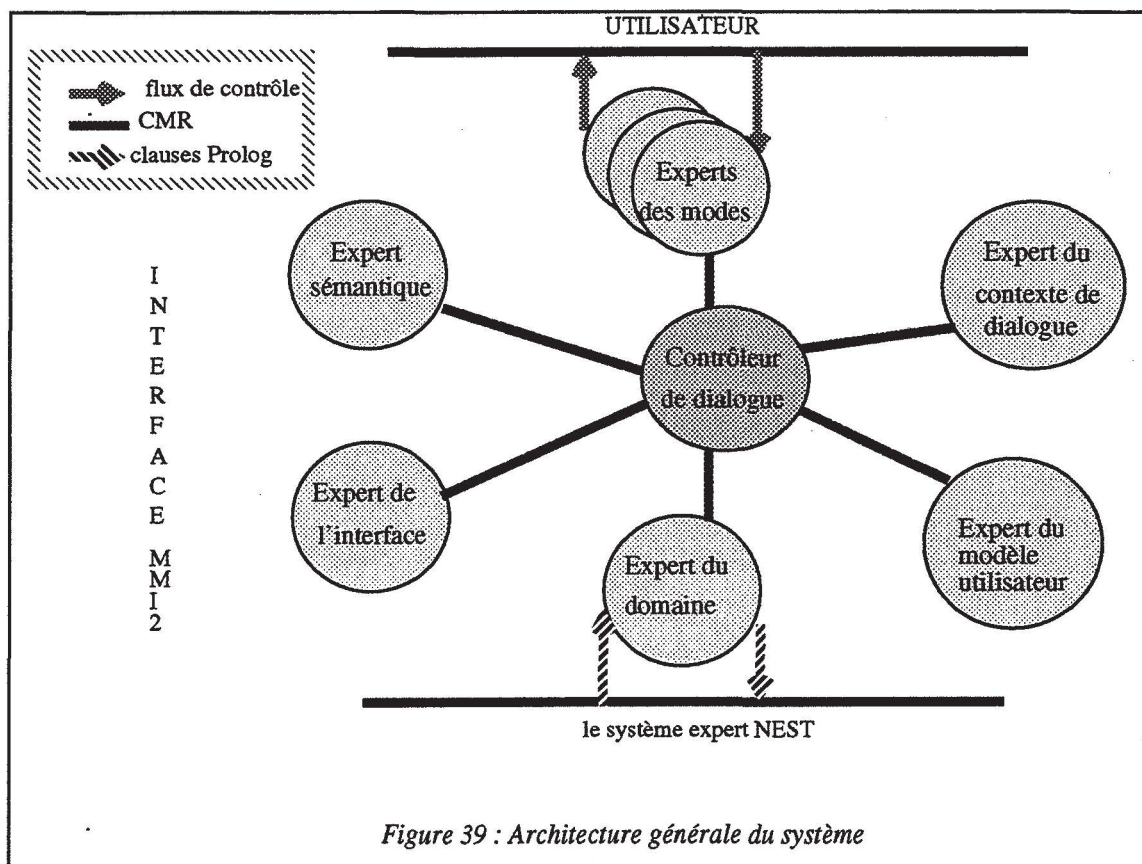 UTILISATEUR
flux de contrôle
CMR
clauses Prolog
Experts
des modes
Expert
sémantique
Expert du
contexte de
dialogue
Contrôleur
de dialogue
Expert de
l'interface
Expert du
domaine
Expert du
modèle
utilisateur
INTERFACE MMI2
le système expert NEST
Figure 39 : Architecture générale du système